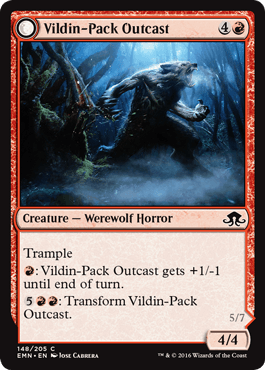 Vildin-Pack Outcast 4
Creature — Werewolf Horror
Trample
: Vildin-Pack Outcast gets +1/-1
until end of turn.
5 : Transform Vildin-Pack
Outcast.
5/7
4/4
148/205 C
EMN • EN Jose Cabrera
™ & © 2016 Wizards of the Coast